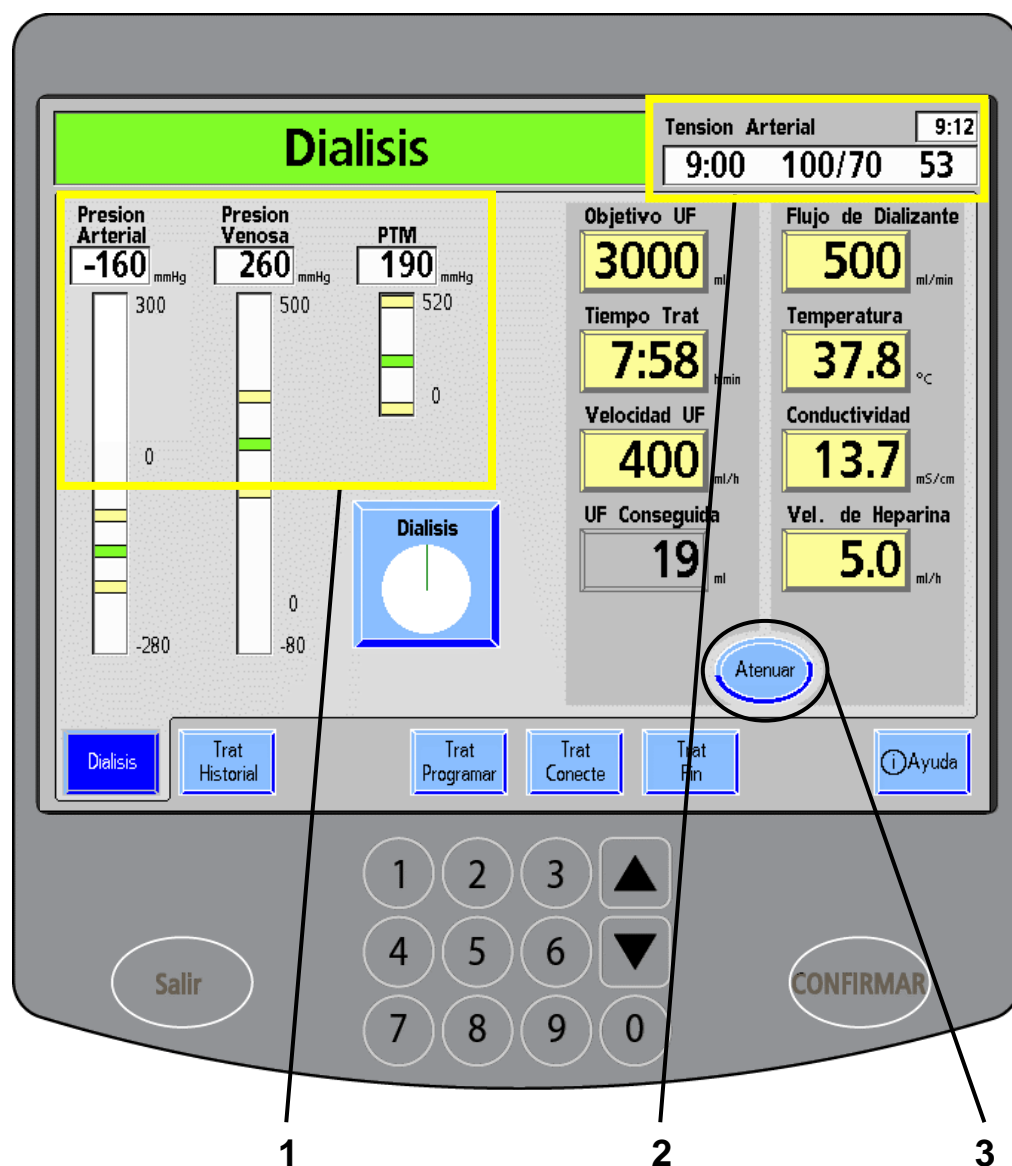 Dialisis
Tension Arterial 9:12
9:00 100/70 53
Presion Arterial
-160 mmHg
300
0
-280
Presion Venosa
260 mmHg
500
0
-80
PTM
190 mmHg
520
0
Dialisis
Objetivo UF
3000 ml
Tiempo Trat
7:58 h:min
Velocidad UF
400 ml/h
UF Conseguida
19 ml
Flujo de Dializante
500 ml/min
Temperatura
37.8 °C
Conductividad
13.7 mS/cm
Vel. de Heparina
5.0 ml/h
Atenuar
Dialisis
Trat
Historial
Trat
Programar
Trat
Conecte
Trat
Fin
i Ayuda
1 2 3
4 5 6
7 8 9 0
Salir
CONFIRMAR
1 2 3